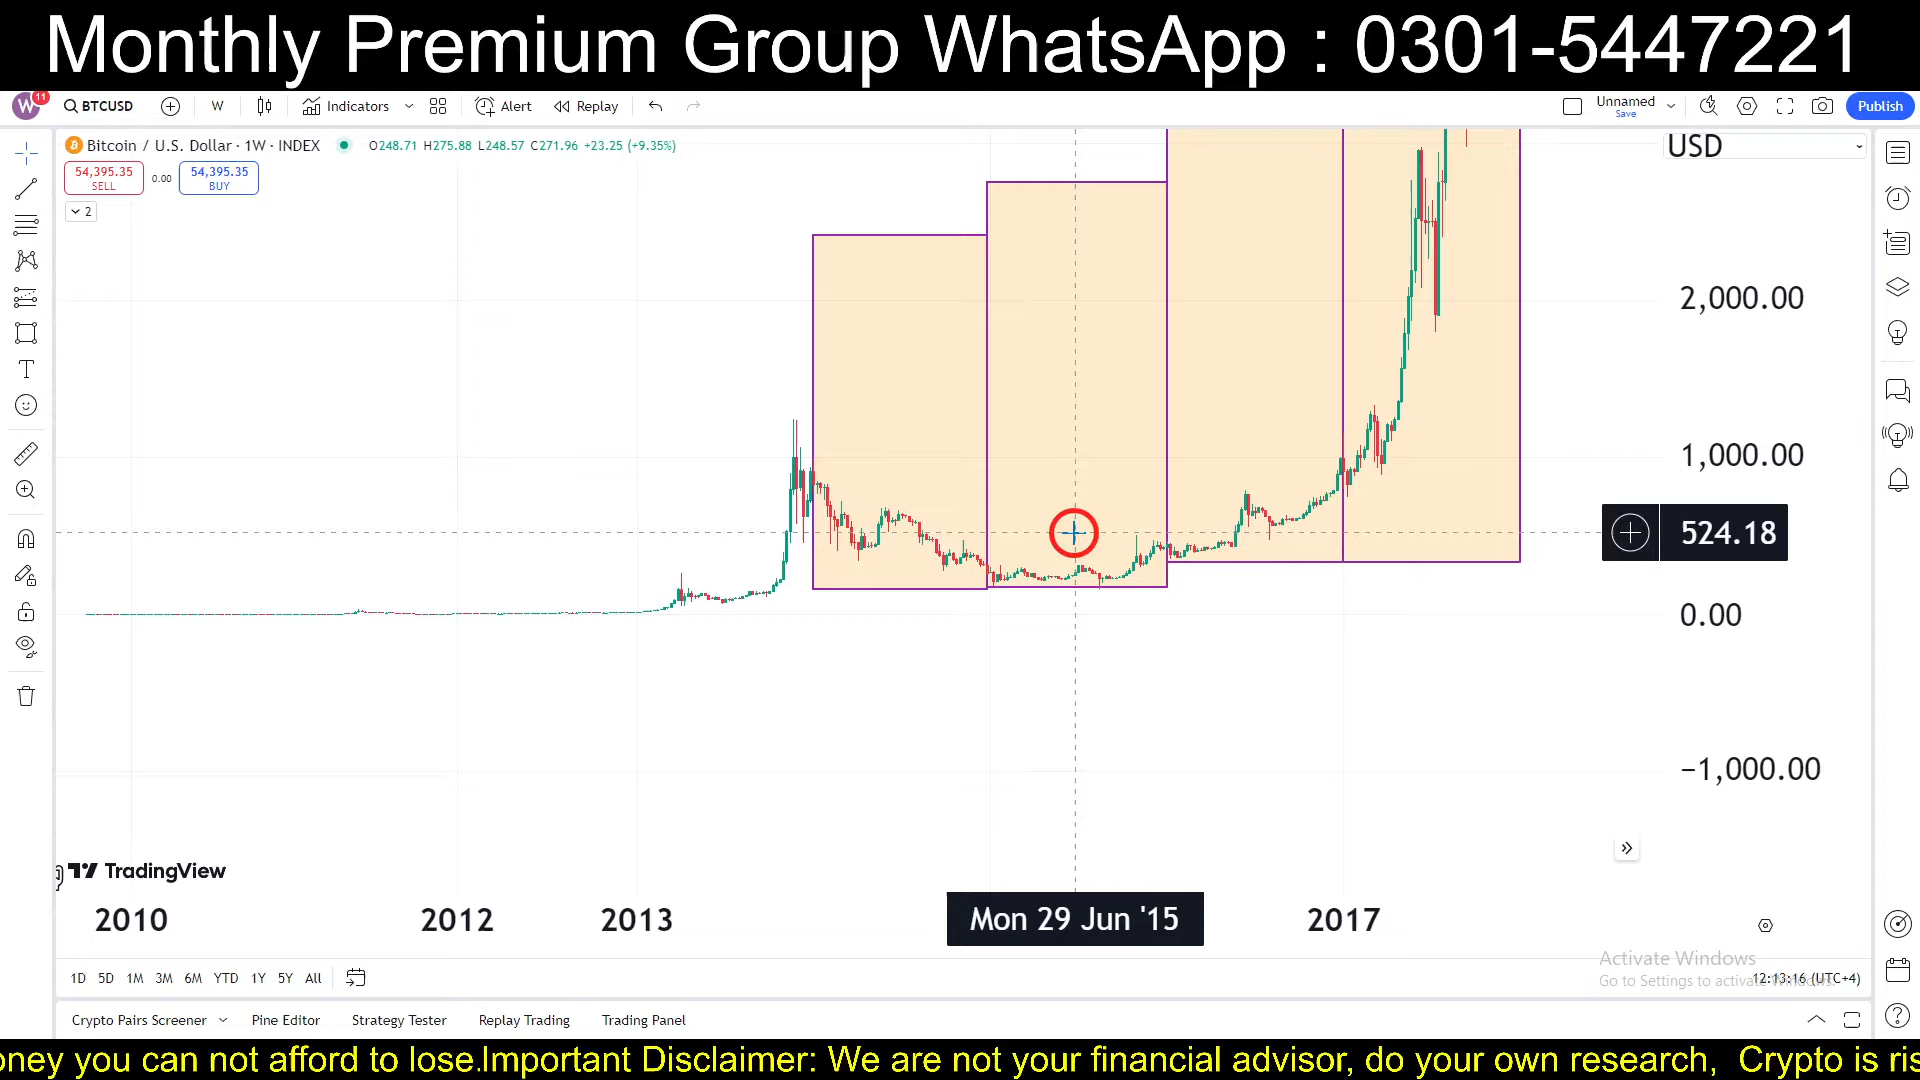 Monthly Premium Group WhatsApp : 0301-5447221
W 11 BTCUSD W Indicators Alert Replay Unnamed Save Publish
Bitcoin / U.S. Dollar · 1W · INDEX O248.71 H275.88 L248.57 C271.96 +23.25 (+9.35%) USD
54,395.35 SELL 0.00 54,395.35 BUY
2
2,000.00
1,000.00
524.18
0.00
−1,000.00
TradingView
2010 2012 2013 Mon 29 Jun '15 2017
Activate Windows
Go to Settings to activate Windows.
1D 5D 1M 3M 6M YTD 1Y 5Y All 12:13:16 (UTC+4)
Crypto Pairs Screener Pine Editor Strategy Tester Replay Trading Trading Panel
oney you can not afford to lose.Important Disclaimer: We are not your financial advisor, do your own research, Crypto is ris